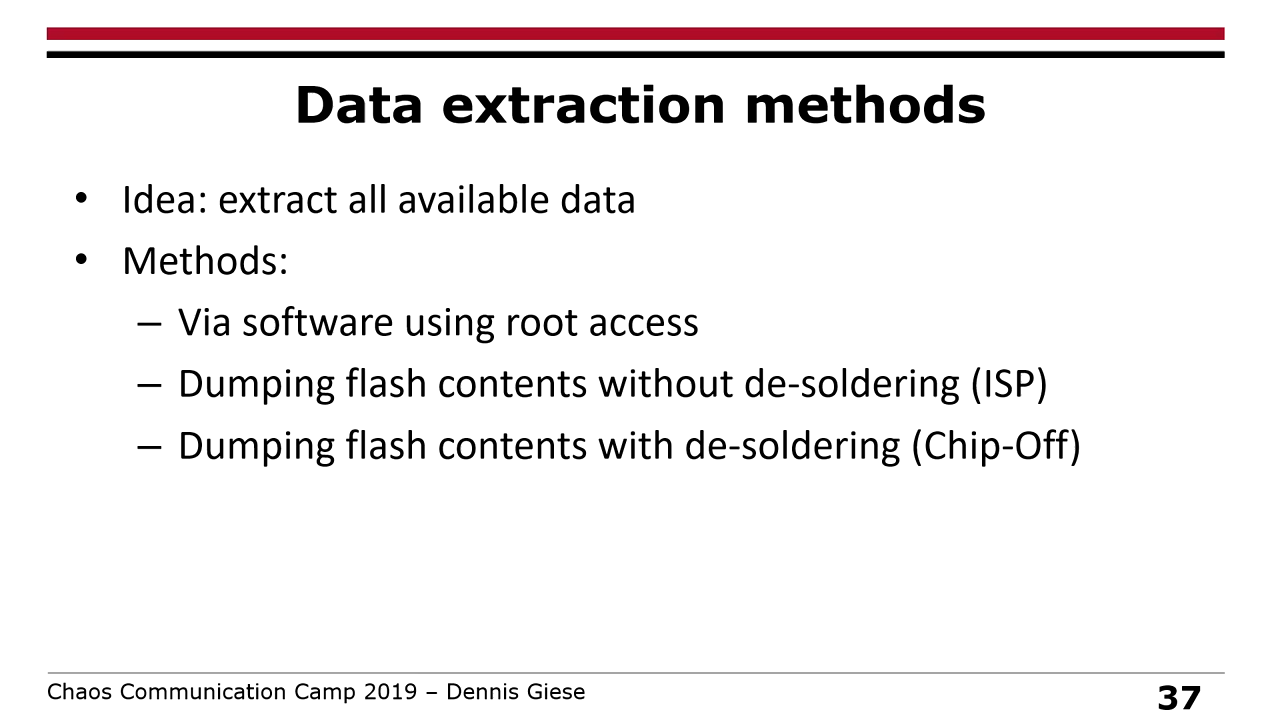 Data extraction methods
• Idea: extract all available data
• Methods:
– Via software using root access
– Dumping flash contents without de-soldering (ISP)
– Dumping flash contents with de-soldering (Chip-Off)
Chaos Communication Camp 2019 – Dennis Giese
37